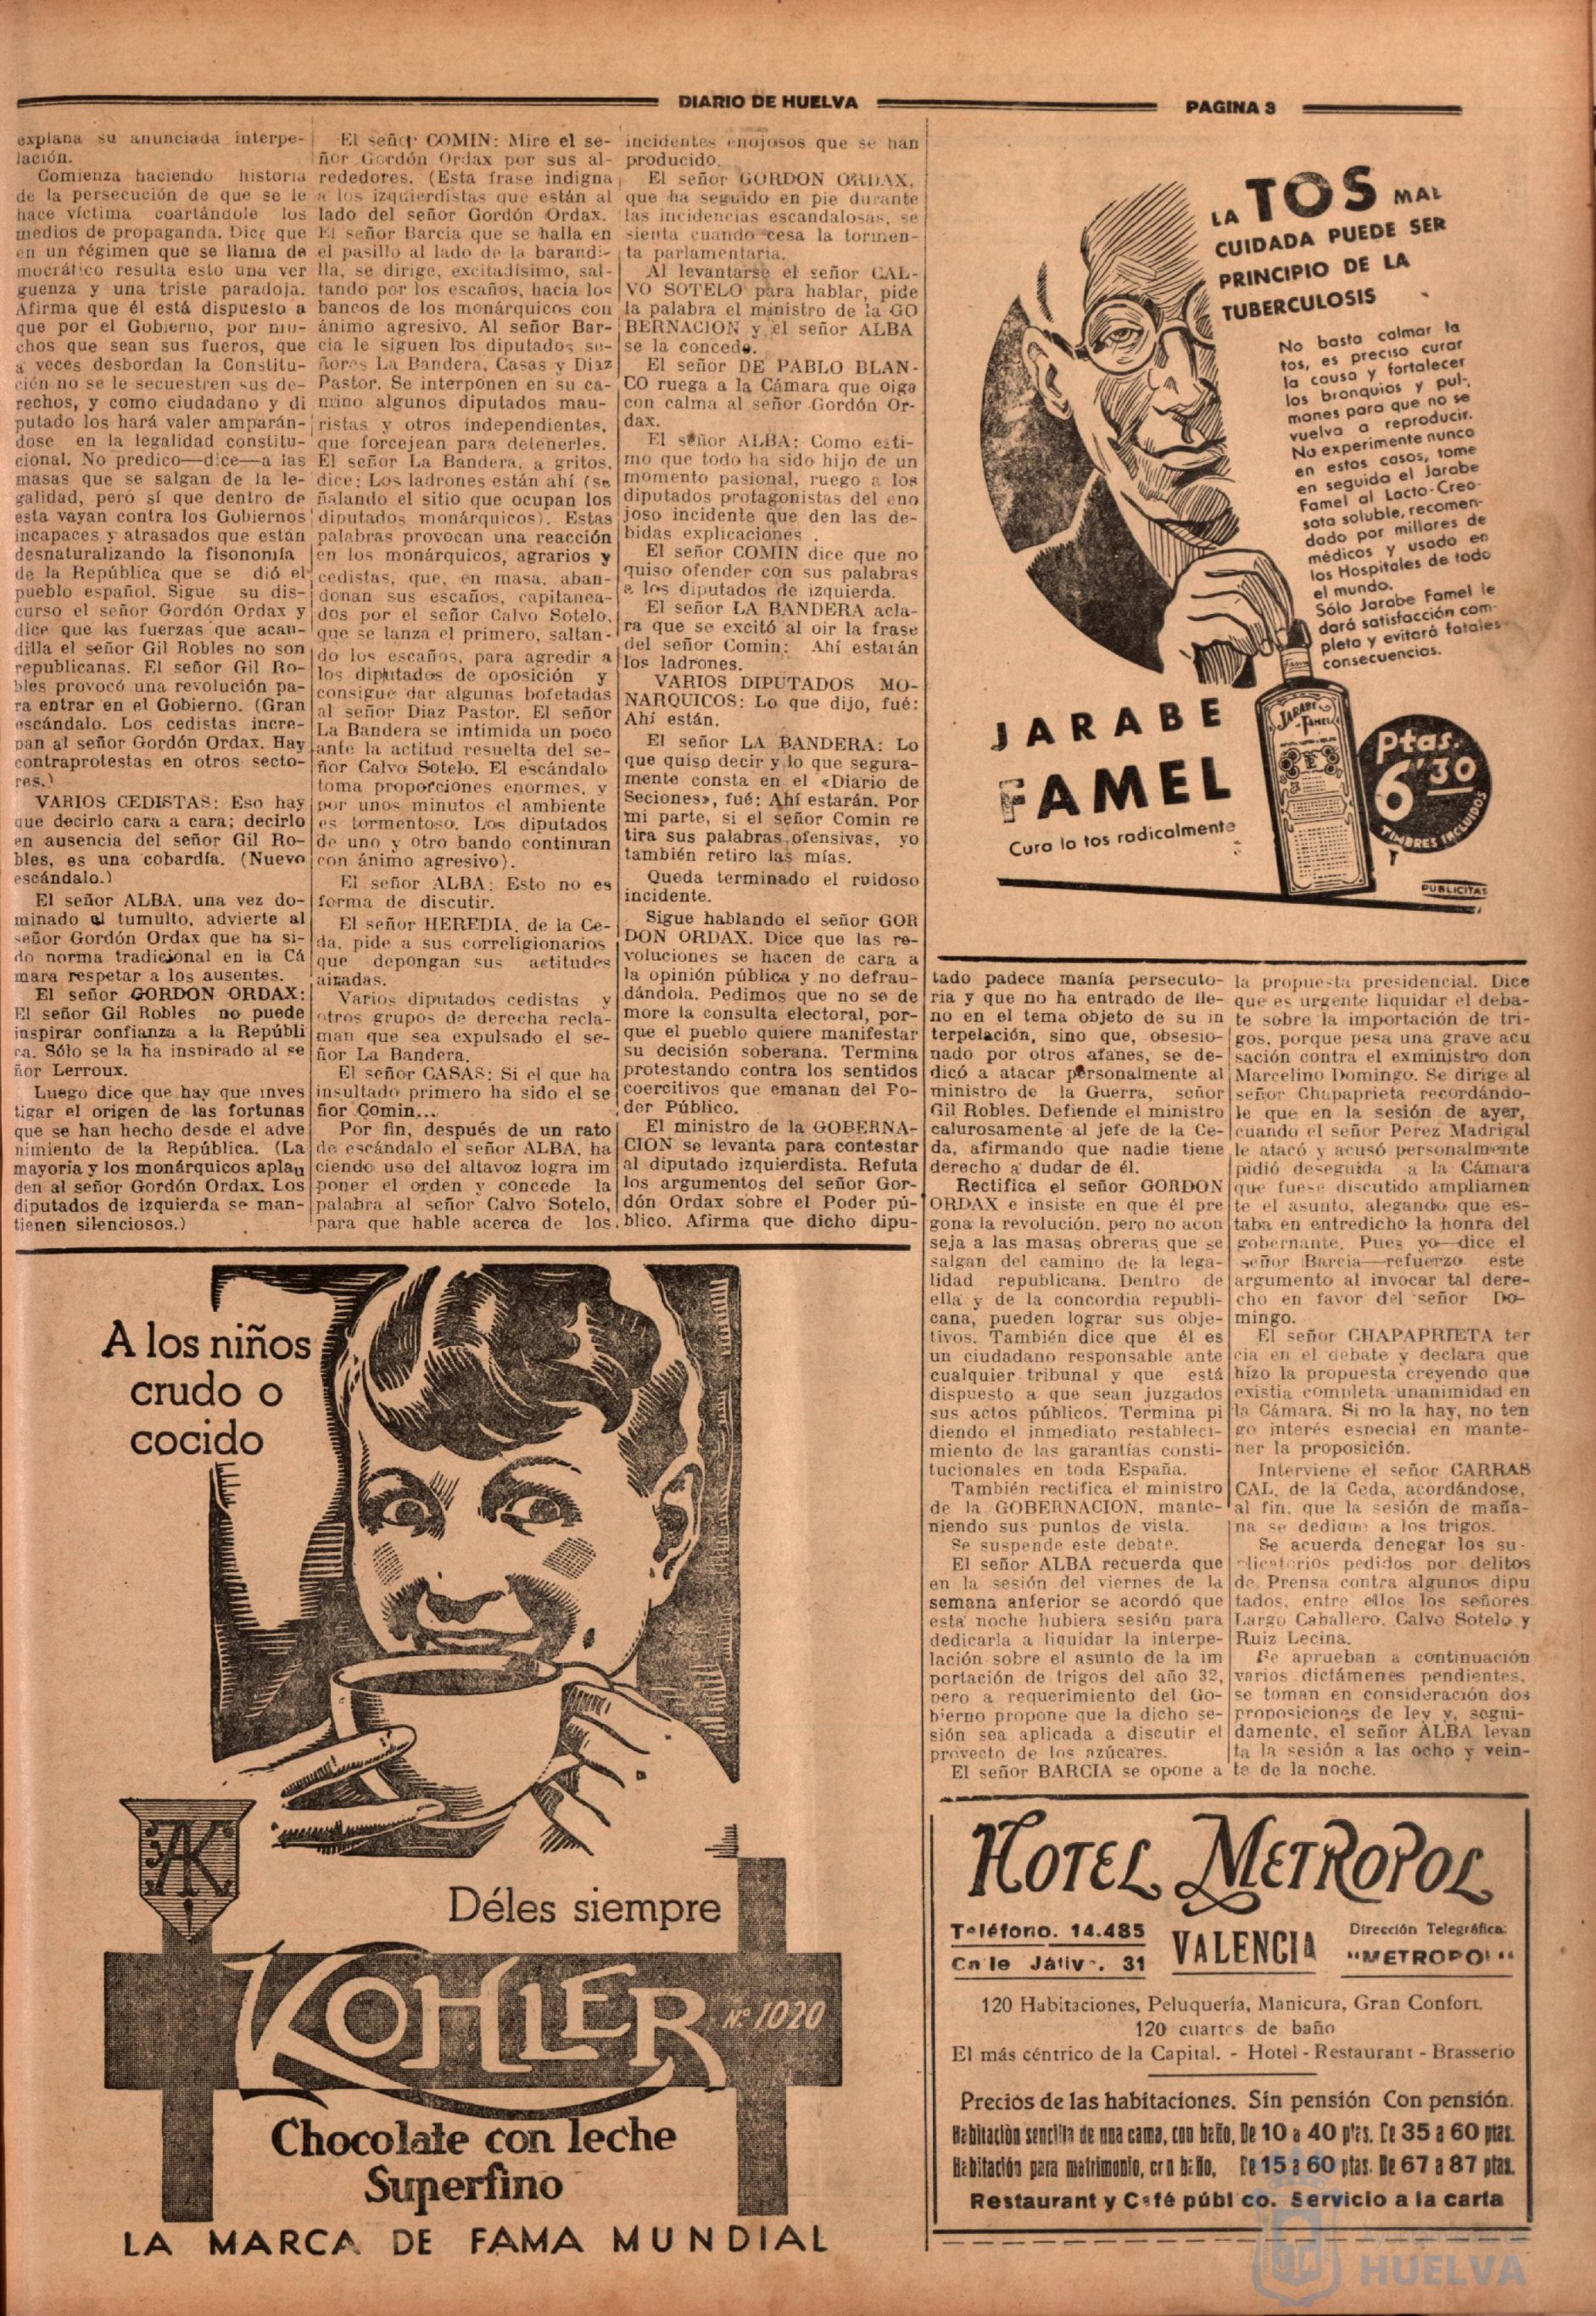 DIARIO DE HUELVA
PAGINA 3
explana su anunciada interpe-
lación.
Comienza haciendo historia
de la persecución de que se le
hace víctima coartándole los
medios de propaganda. Dice que
en un régimen que se llama de
mocrático resulta esto una ver
guenza y una triste paradoja.
Afirma que él está dispuesto a
que por el Gobierno, por mu-
chos que sean sus fueros, que
a veces desbordan la Constitu-
ción no se le secuestren sus de-
rechos, y como ciudadano y di
putado los hará valer amparán-
dose en la legalidad constitu-
cional. No predico—dice—a las
masas que se salgan de la le-
galidad, pero sí que dentro de
esta vayan contra los Gobiernos
incapaces y atrasados que están
desnaturalizando la fisonomía
de la República que se dió el
pueblo español. Sigue su dis-
curso el señor Gordón Ordax y
dice que las fuerzas que acau-
dilla el señor Gil Robles no son
republicanas. El señor Gil Ro-
bles provocó una revolución pa-
ra entrar en el Gobierno. (Gran
escándalo. Los cedistas incre-
pan al señor Gordón Ordax. Hay
contraprotestas en otros secto-
res.)
VARIOS CEDISTAS: Eso hay
que decirlo cara a cara; decirlo
en ausencia del señor Gil Ro-
bles, es una cobardía. (Nuevo
escándalo.)
El señor ALBA, una vez do-
minado el tumulto, advierte al
señor Gordón Ordax que ha si-
do norma tradicional en la Cá
mara respetar a los ausentes.
El señor GORDON ORDAX:
El señor Gil Robles no puede
inspirar confianza a la Repúbli
ca. Sólo se la ha inspirado al se
ñor Lerroux.
Luego dice que hay que inves
tigar el origen de las fortunas
que se han hecho desde el adve
nimiento de la República. (La
mayoría y los monárquicos aplau
den al señor Gordón Ordax. Los
diputados de izquierda se man-
tienen silenciosos.)
El señor COMIN: Mire el se-
ñor Gordón Ordax por sus al-
rededores. (Esta frase indigna
a los izquierdistas que están al
lado del señor Gordón Ordax.
El señor Barcia que se halla en
el pasillo al lado de la barandi-
lla, se dirige, excitadísimo, sal-
tando por los escaños, hacia los
bancos de los monárquicos con
ánimo agresivo. Al señor Bar-
cia le siguen los diputados se-
ñores La Bandera, Casas y Diaz
Pastor. Se interponen en su ca-
mino algunos diputados mau-
ristas y otros independientes,
que forcejean para detenerles.
El señor La Bandera, a gritos,
dice: Los ladrones están ahí (se
ñalando el sitio que ocupan los
diputados monárquicos). Estas
palabras provocan una reacción
en los monárquicos, agrarios y
cedistas, que, en masa, aban-
donan sus escaños, capitanea-
dos por el señor Calvo Sotelo,
que se lanza el primero, saltan-
do los escaños, para agredir a
los diputados de oposición y
consigue dar algunas bofetadas
al señor Diaz Pastor. El señor
La Bandera se intimida un poco
ante la actitud resuelta del se-
ñor Calvo Sotelo. El escándalo
toma proporciones enormes, y
por unos minutos el ambiente
es tormentoso. Los diputados
de uno y otro bando continuan
con ánimo agresivo).
El señor ALBA: Esto no es
forma de discutir.
El señor HEREDIA, de la Ce-
da, pide a sus correligionarios
que depongan sus actitudes
airadas.
Varios diputados cedistas y
otros grupos de derecha recla-
man que sea expulsado el se-
ñor La Bandera.
El señor CASAS: Si el que ha
insultado primero ha sido el se
ñor Comin...
Por fin, después de un rato
de escándalo el señor ALBA, ha
ciendo uso del altavoz logra im
poner el orden y concede la
palabra al señor Calvo Sotelo,
para que hable acerca de los
incidentes enojosos que se han
producido.
El señor GORDON ORDAX,
que ha seguido en pie durante
las incidencias escandalosas, se
sienta cuando cesa la tormen-
ta parlamentaria.
Al levantarse el señor CAL-
VO SOTELO para hablar, pide
la palabra el ministro de la GO
BERNACION y el señor ALBA
se la concede.
El señor DE PABLO BLAN-
CO ruega a la Cámara que oiga
con calma al señor Gordón Or-
dax.
El señor ALBA: Como esti-
mo que todo ha sido hijo de un
momento pasional, ruego a los
diputados protagonistas del eno
joso incidente que den las de-
bidas explicaciones .
El señor COMIN dice que no
quiso ofender con sus palabras
a los diputados de izquierda.
El señor LA BANDERA acla-
ra que se excitó al oir la frase
del señor Comin: Ahí estarán
los ladrones.
VARIOS DIPUTADOS MO-
NARQUICOS: Lo que dijo, fué:
Ahí están.
El señor LA BANDERA: Lo
que quiso decir y lo que segura-
mente consta en el «Diario de
Seciones», fué: Ahí estarán. Por
mi parte, si el señor Comin re
tira sus palabras ofensivas, yo
también retiro las mías.
Queda terminado el ruidoso
incidente.
Sigue hablando el señor GOR
DON ORDAX. Dice que las re-
voluciones se hacen de cara a
la opinión pública y no defrau-
dándola. Pedimos que no se de
more la consulta electoral, por-
que el pueblo quiere manifestar
su decisión soberana. Termina
protestando contra los sentidos
coercitivos que emanan del Po-
der Público.
El ministro de la GOBERNA-
CION se levanta para contestar
al diputado izquierdista. Refuta
los argumentos del señor Gor-
dón Ordax sobre el Poder pú-
blico. Afirma que dicho dipu-
LA TOS MAL
CUIDADA PUEDE SER
PRINCIPIO DE LA
TUBERCULOSIS
No basta calmar la
tos, es preciso curar
la causa y fortalecer
los bronquios y pul-
mones para que no se
vuelva a reproducir.
No experimente nunca
en estos casos, tome
en seguida el Jarabe
Famel al Lacto-Creo-
sota soluble, recomen-
dado por millares de
médicos y usado en
los Hospitales de todo
el mundo.
Sólo Jarabe Famel le
dará satisfacción com-
pleta y evitará fatales
consecuencias.
JARABE
FAMEL
Cura la tos radicalmente
JARABE
FAMEL
Ptas.
6'30
TIMBRES INCLUIDOS
PUBLICITAS
tado padece manía persecuto-
ria y que no ha entrado de lle-
no en el tema objeto de su in
terpelación, sino que, obsesio-
nado por otros afanes, se de-
dicó a atacar personalmente al
ministro de la Guerra, señor
Gil Robles. Defiende el ministro
calurosamente al jefe de la Ce-
da, afirmando que nadie tiene
derecho a dudar de él.
Rectifica el señor GORDON
ORDAX e insiste en que él pre
gona la revolución, pero no acon
seja a las masas obreras que se
salgan del camino de la lega-
lidad republicana. Dentro de
ella y de la concordia republi-
cana, pueden lograr sus obje-
tivos. También dice que él es
un ciudadano responsable ante
cualquier tribunal y que está
dispuesto a que sean juzgados
sus actos públicos. Termina pi
diendo el inmediato restableci-
miento de las garantías consti-
tucionales en toda España.
También rectifica el ministro
de la GOBERNACION, mante-
niendo sus puntos de vista.
Se suspende este debate.
El señor ALBA recuerda que
en la sesión del viernes de la
semana anferior se acordó que
esta noche hubiera sesión para
dedicarla a liquidar la interpe-
lación sobre el asunto de la im
portación de trigos del año 32,
pero a requerimiento del Go-
bierno propone que la dicho se-
sión sea aplicada a discutir el
proyecto de los azúcares.
El señor BARCIA se opone a
la propuesta presidencial. Dice
que es urgente liquidar el deba-
te sobre la importación de tri-
gos, porque pesa una grave acu
sación contra el exministro don
Marcelino Domingo. Se dirige al
señor Chapaprieta recordándo-
le que en la sesión de ayer,
cuando el señor Perez Madrigal
le atacó y acusó personalmente
pidió deseguida a la Cámara
que fuese discutido ampliamen
te el asunto, alegando que es-
taba en entredicho la honra del
gobernante. Pues yo—dice el
señor Barcia—refuerzo este
argumento al invocar tal dere-
cho en favor del señor Do-
mingo.
El señor CHAPAPRIETA ter
cia en el debate y declara que
hizo la propuesta creyendo que
existia completa unanimidad en
la Cámara. Si no la hay, no ten
go interés especial en mante-
ner la proposición.
Interviene el señor CARRAS
CAL, de la Ceda, acordándose,
al fin, que la sesión de maña-
na se dedique a los trigos.
Se acuerda denegar los su-
plicatorios pedidos por delitos
de Prensa contra algunos dipu
tados, entre ellos los señores
Largo Caballero, Calvo Sotelo y
Ruiz Lecina.
Se aprueban a continuación
varios dictámenes pendientes,
se toman en consideración dos
proposiciones de ley y, segui-
damente, el señor ALBA levan
ta la sesión a las ocho y vein-
te de la noche.
A los niños
crudo o
cocido
AK
Déles siempre
KOHLER
Nº 1020
Chocolate con leche
Superfino
LA MARCA DE FAMA MUNDIAL
HOTEL METROPOL
Teléfono. 14.485
Calle Játiva. 31
VALENCIA
Dirección Telegráfica:
"METROPOL"
120 Habitaciones, Peluquería, Manicura, Gran Confort.
120 cuartos de baño
El más céntrico de la Capital. - Hotel - Restaurant - Brasserio
Precios de las habitaciones. Sin pensión Con pensión.
Habitación sencilla de una cama, con baño, De 10 a 40 ptas. De 35 a 60 ptas.
Habitación para matrimonio, con baño, De 15 a 60 ptas. De 67 a 87 ptas.
Restaurant y Café público. Servicio a la carta
HUELVA